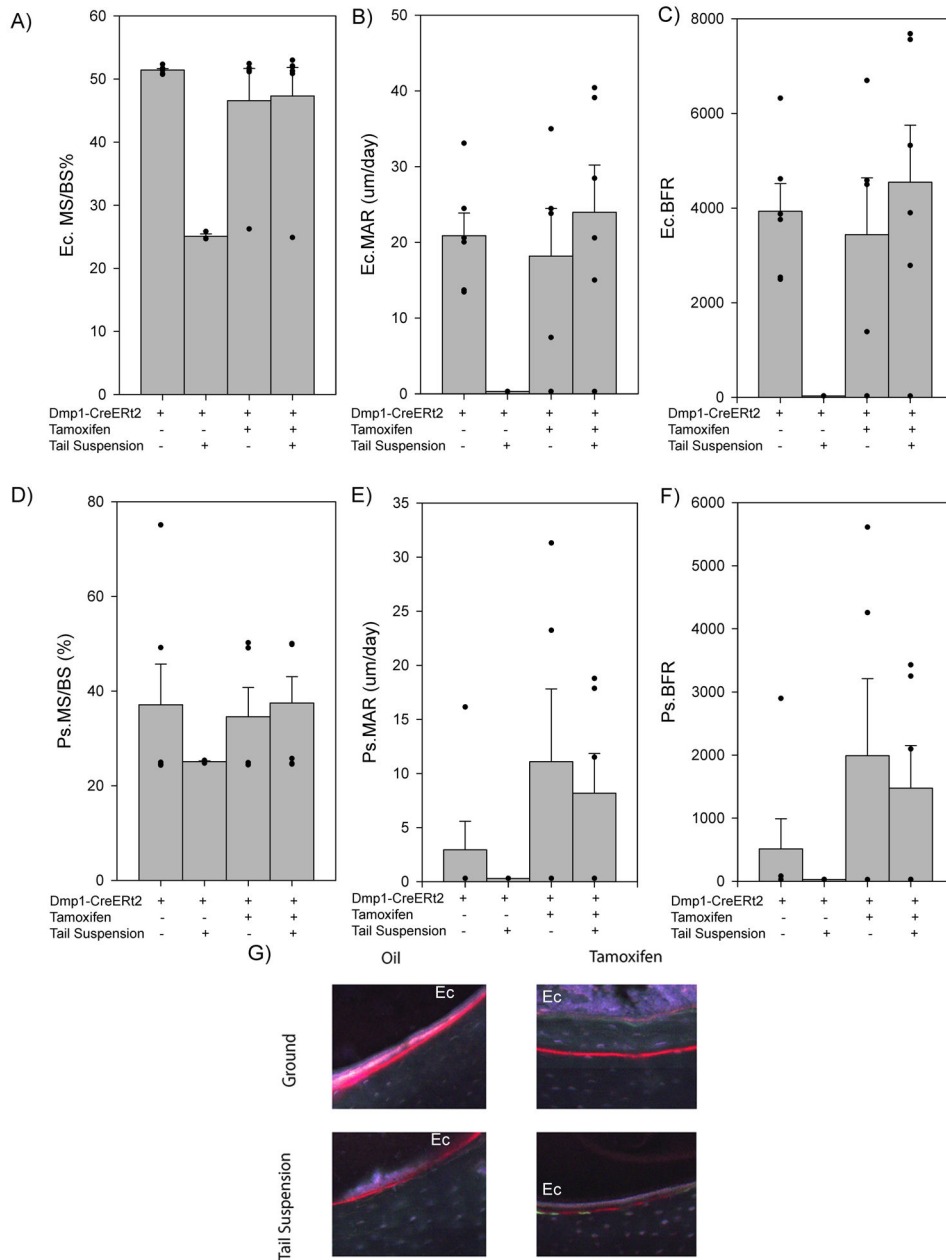 A)
60
50
40
30
20
10
0
Ec. MS/BS%
Dmp1-CreERt2 + + + +
Tamoxifen - - + +
Tail Suspension - + - +
B)
50
40
30
20
10
0
Ec.MAR (um/day)
Dmp1-CreERt2 + + + +
Tamoxifen - - + +
Tail Suspension - + - +
C)
8000
6000
4000
2000
0
Ec.BFR
Dmp1-CreERt2 + + + +
Tamoxifen - - + +
Tail Suspension - + - +
D)
80
60
40
20
0
Ps.MS/BS (%)
Dmp1-CreERt2 + + + +
Tamoxifen - - + +
Tail Suspension - + - +
E)
35
30
25
20
15
10
5
0
Ps.MAR (um/day)
Dmp1-CreERt2 + + + +
Tamoxifen - - + +
Tail Suspension - + - +
F)
6000
5000
4000
3000
2000
1000
0
Ps.BFR
Dmp1-CreERt2 + + + +
Tamoxifen - - + +
Tail Suspension - + - +
G)
Oil
Tamoxifen
Ground
Ec
Ec
Tail Suspension
Ec
Ec